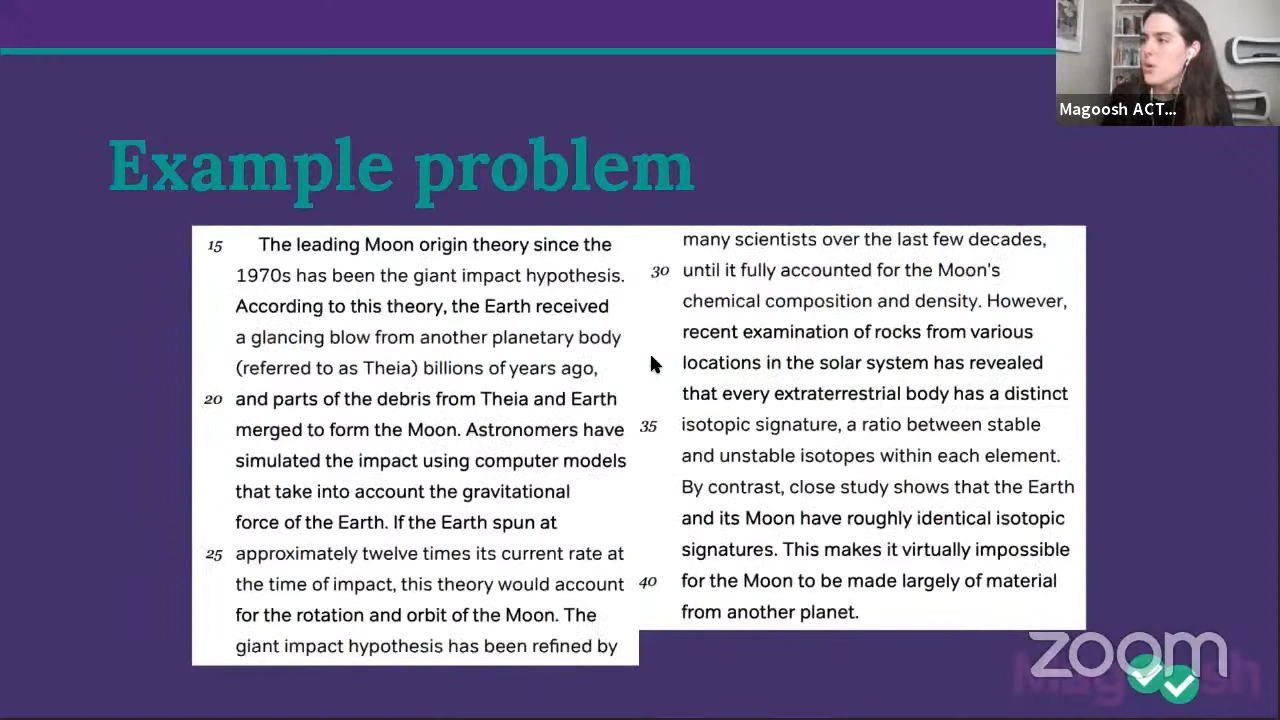 Magoosh ACT...
Example problem
15 The leading Moon origin theory since the
1970s has been the giant impact hypothesis.
According to this theory, the Earth received
a glancing blow from another planetary body
(referred to as Theia) billions of years ago,
20 and parts of the debris from Theia and Earth
merged to form the Moon. Astronomers have
simulated the impact using computer models
that take into account the gravitational
force of the Earth. If the Earth spun at
25 approximately twelve times its current rate at
the time of impact, this theory would account
for the rotation and orbit of the Moon. The
giant impact hypothesis has been refined by
many scientists over the last few decades,
30 until it fully accounted for the Moon's
chemical composition and density. However,
recent examination of rocks from various
locations in the solar system has revealed
that every extraterrestrial body has a distinct
35 isotopic signature, a ratio between stable
and unstable isotopes within each element.
By contrast, close study shows that the Earth
and its Moon have roughly identical isotopic
signatures. This makes it virtually impossible
40 for the Moon to be made largely of material
from another planet.
zoom
Magoosh